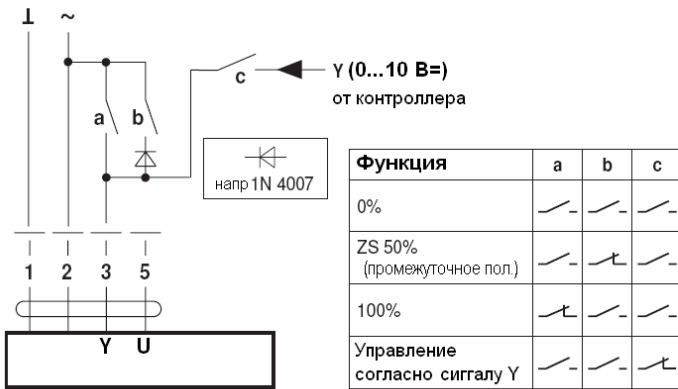 ⊥ ~
a b c
Y (0...10 В=)
от контроллера
напр 1N 4007
1 2 3 5
Y U
Функция a b c
0%
ZS 50%
(промежуточное пол.)
100%
Управление
согласно сиггалу Y